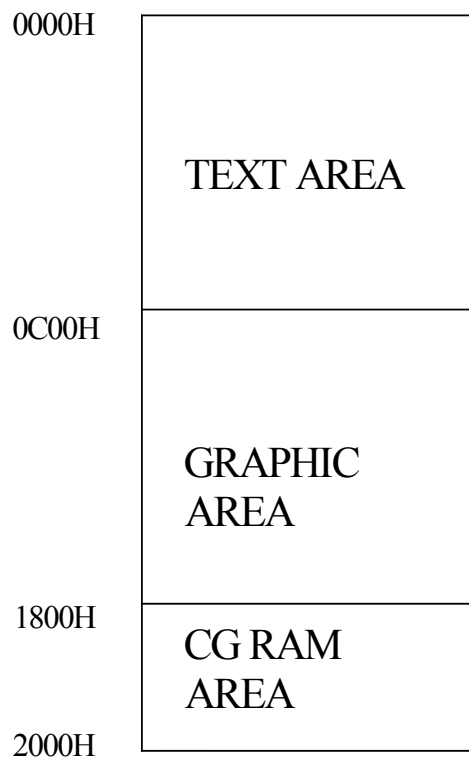 0000H
TEXT AREA
0C00H
GRAPHIC
AREA
1800H
CG RAM
AREA
2000H